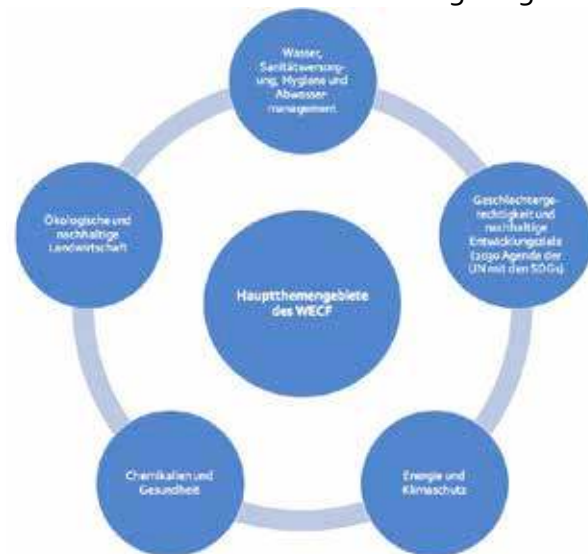 Wasser,
Sanitätsversorg-
ung, Hygiene und
Abwasser-
management
Geschlechterge-
rechtigkeit und
nachhaltige
Entwicklungsziele
(2030 Agenda der
UN mit den SDGs)
Ökologische und
nachhaltige
Landwirtschaft
Hauptthemengebiete
des WECF
Chemikalien und
Gesundheit
Energie und
Klimaschutz